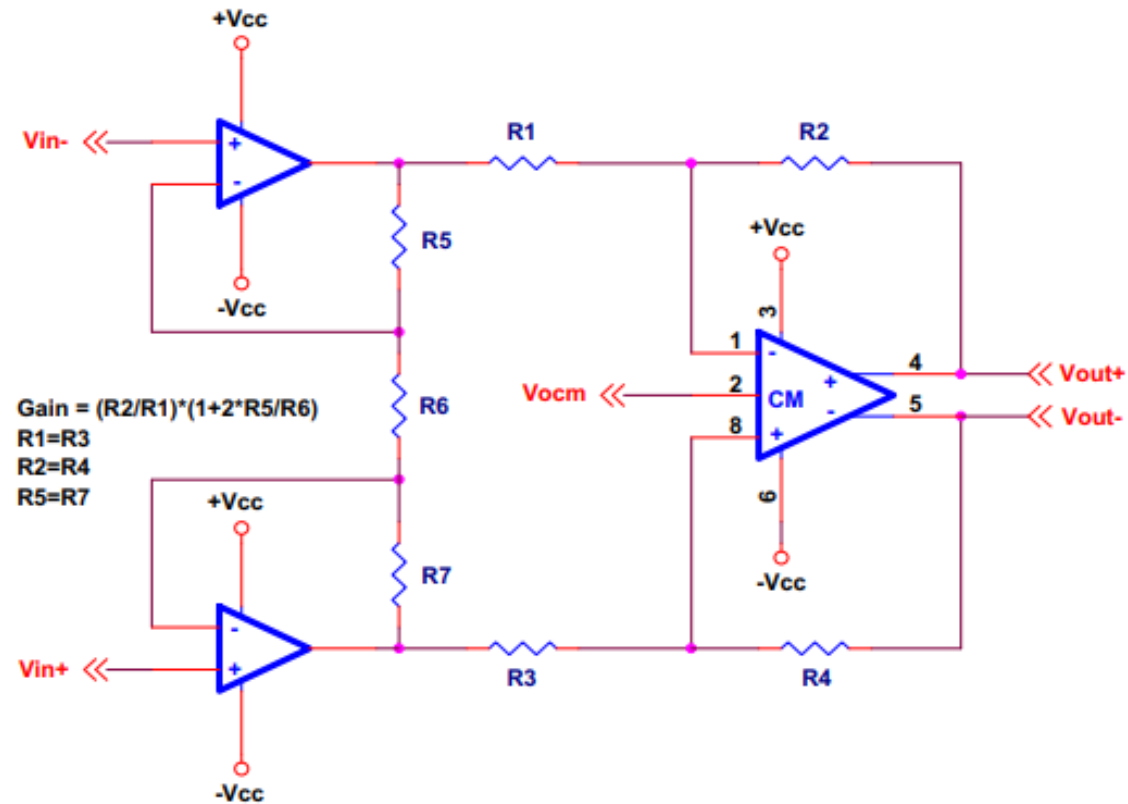 +Vcc
Vin-
+
-
-Vcc
R1
R2
R5
+Vcc
3
1
-
Vocm
2
CM
+
4
Vout+
-
5
Vout-
8
+
6
-Vcc
R6
Gain = (R2/R1)*(1+2*R5/R6)
R1=R3
R2=R4
R5=R7
+Vcc
R7
-
Vin+
+
R3
R4
-Vcc